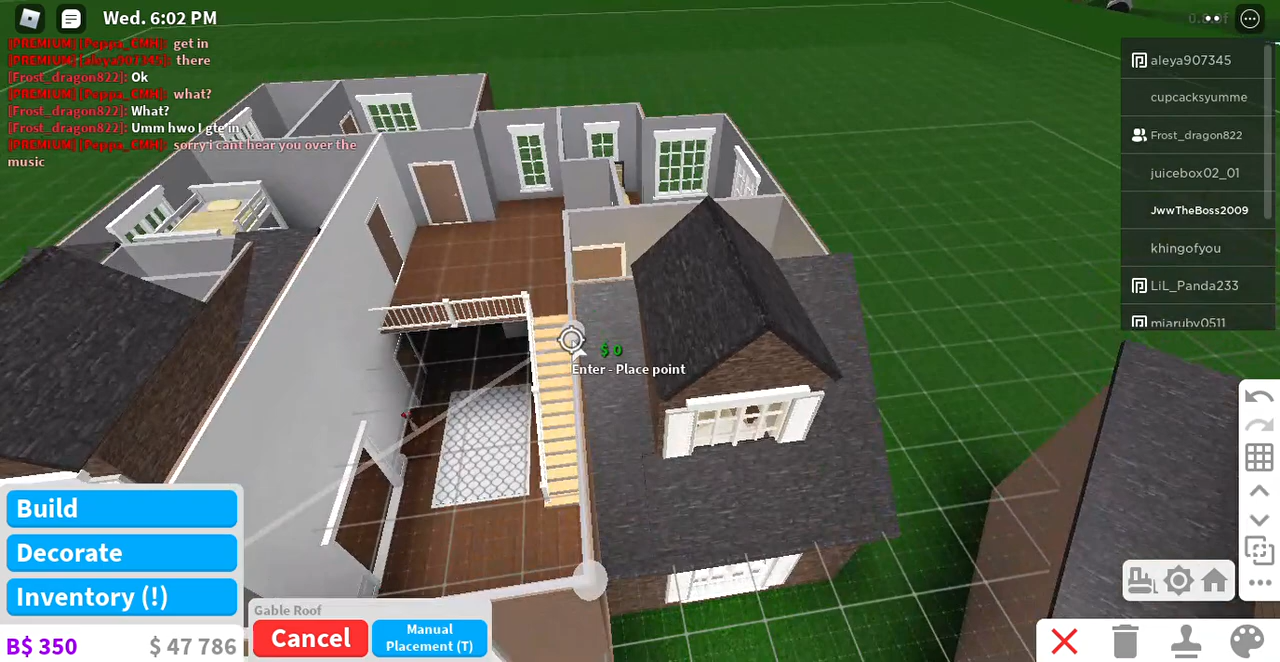 Wed. 6:02 PM
[PREMIUM] [Peppa_CMH]: get in
[PREMIUM] [aleya907345]: there
[Frost_dragon822]: Ok
[PREMIUM] [Peppa_CMH]: what?
[Frost_dragon822]: What?
[Frost_dragon822]: Umm hwo I gte in
[PREMIUM] [Peppa_CMH]: sorry i cant hear you over the
music
aleya907345
cupcacksyumme
Frost_dragon822
juicebox02_01
JwwTheBoss2009
khingofyou
LiL_Panda233
miaruby0511
$ 0
Enter - Place point
Build
Decorate
Inventory (!)
B$ 350
$ 47 786
Gable Roof
Cancel
Manual
Placement (T)